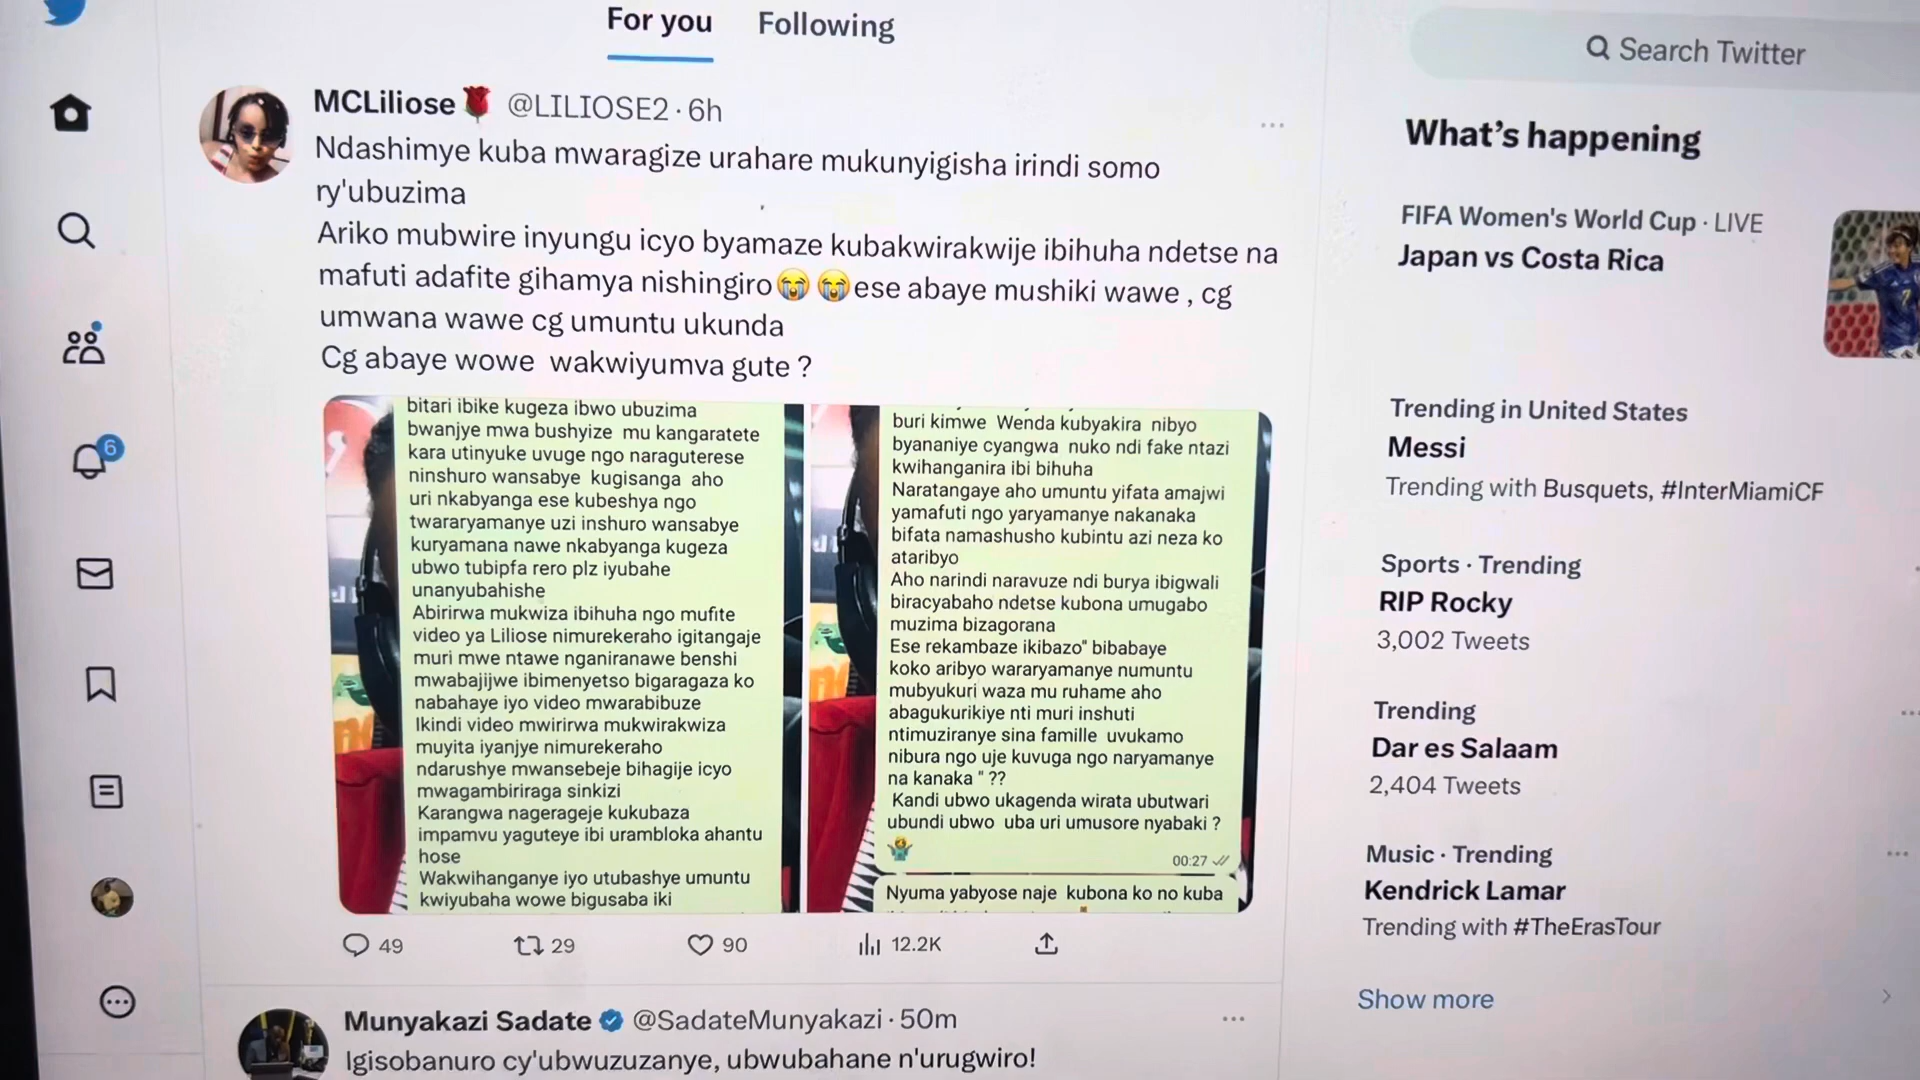 For you Following
Search Twitter
MCLiliose🌹 @LILIOSE2 · 6h
Ndashimye kuba mwaragize urahare mukunyigisha irindi somo
ry'ubuzima
Ariko mubwire inyungu icyo byamaze kubakwirakwije ibihuha ndetse na
mafuti adafite gihamya nishingiro😭😭ese abaye mushiki wawe , cg
umwana wawe cg umuntu ukunda
Cg abaye wowe wakwiyumva gute ?
bitari ibike kugeza ibwo ubuzima
bwanjye mwa bushyize mu kangaratete
kara utinyuke uvuge ngo naraguterese
ninshuro wansabye kugisanga aho
uri nkabyanga ese kubeshya ngo
twararyamanye uzi inshuro wansabye
kuryamana nawe nkabyanga kugeza
ubwo tubipfa rero plz iyubahe
unanyubahishe
Abirirwa mukwiza ibihuha ngo mufite
video ya Liliose nimurekeraho igitangaje
muri mwe ntawe nganiranawe benshi
mwabajijwe ibimenyetso bigaragaza ko
nabahaye iyo video mwarabibuze
Ikindi video mwirirwa mukwirakwiza
muyita iyanjye nimurekeraho
ndarushye mwansebeje bihagije icyo
mwagambiriraga sinkizi
Karangwa nagerageje kukubaza
impamvu yaguteye ibi urambloka ahantu
hose
Wakwihanganye iyo utubashye umuntu
kwiyubaha wowe bigusaba iki
buri kimwe Wenda kubyakira nibyo
byananiye cyangwa nuko ndi fake ntazi
kwihanganira ibi bihuha
Naratangaye aho umuntu yifata amajwi
yamafuti ngo yaryamanye nakanaka
bifata namashusho kubintu azi neza ko
ataribyo
Aho narindi naravuze ndi burya ibigwali
biracyabaho ndetse kubona umugabo
muzima bizagorana
Ese rekambaze ikibazo" bibabaye
koko aribyo wararyamanye numuntu
mubyukuri waza mu ruhame aho
abagukurikiye nti muri inshuti
ntimuziranye sina famille uvukamo
nibura ngo uje kuvuga ngo naryamanye
na kanaka " ??
Kandi ubwo ukagenda wirata ubutwari
ubundi ubwo uba uri umusore nyabaki ?
🤷
00:27
Nyuma yabyose naje kubona ko no kuba
49 29 90 12.2K
Munyakazi Sadate @SadateMunyakazi · 50m
Igisobanuro cy'ubwuzuzanye, ubwubahane n'urugwiro!
6
What's happening
FIFA Women's World Cup · LIVE
Japan vs Costa Rica
7
Trending in United States
Messi
Trending with Busquets, #InterMiamiCF
Sports · Trending
RIP Rocky
3,002 Tweets
Trending
Dar es Salaam
2,404 Tweets
Music · Trending
Kendrick Lamar
Trending with #TheErasTour
Show more